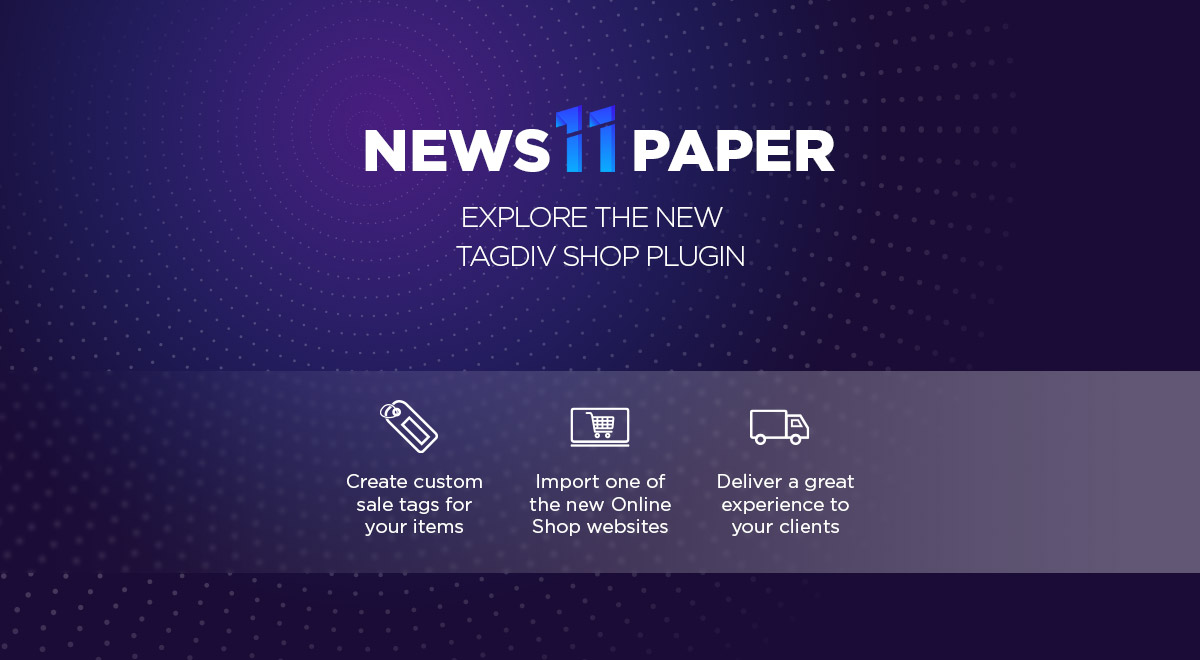 NEWS 11 PAPER
EXPLORE THE NEW
TAGDIV SHOP PLUGIN
Create custom
sale tags for
your items
Import one of
the new Online
Shop websites
Deliver a great
experience to
your clients